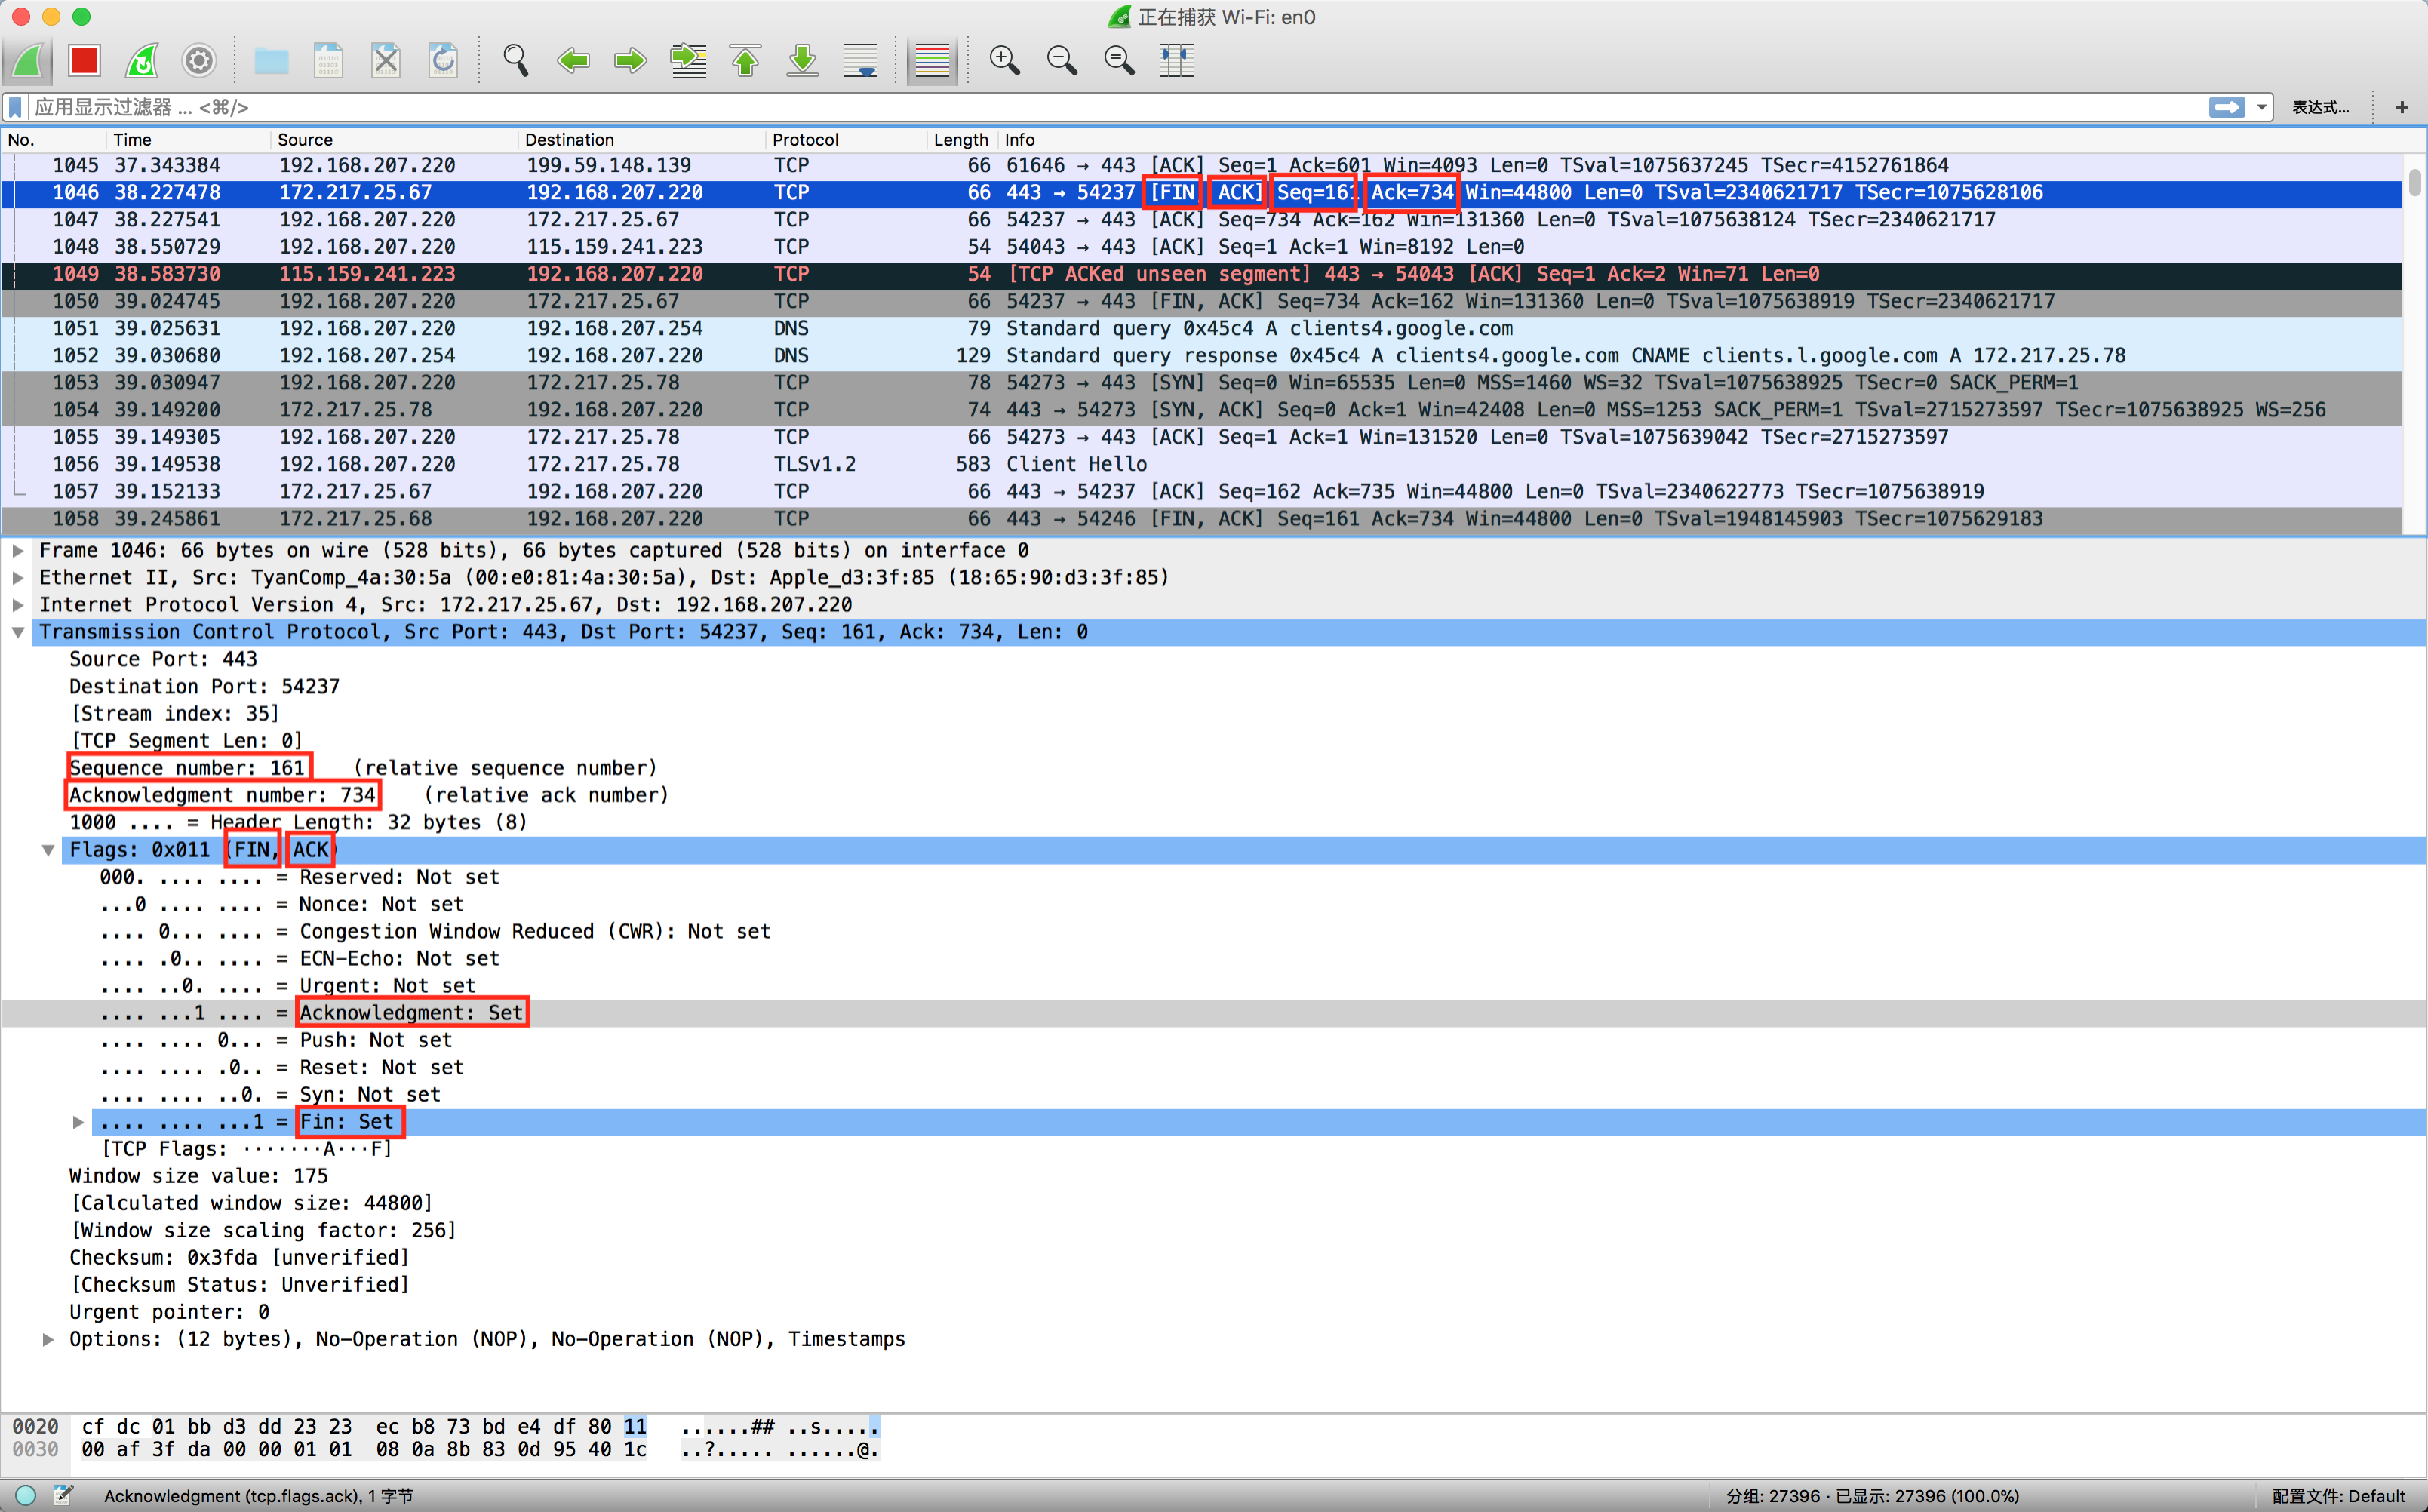 正在捕获 Wi-Fi: en0
应用显示过滤器 ... <⌘/>
表达式...
+
No. Time Source Destination Protocol Length Info
1045 37.343384 192.168.207.220 199.59.148.139 TCP 66 61646 → 443 [ACK] Seq=1 Ack=601 Win=4093 Len=0 TSval=1075637245 TSecr=4152761864
1046 38.227478 172.217.25.67 192.168.207.220 TCP 66 443 → 54237 [FIN, ACK] Seq=161 Ack=734 Win=44800 Len=0 TSval=2340621717 TSecr=1075628106
1047 38.227541 192.168.207.220 172.217.25.67 TCP 66 54237 → 443 [ACK] Seq=734 Ack=162 Win=131360 Len=0 TSval=1075638124 TSecr=2340621717
1048 38.550729 192.168.207.220 115.159.241.223 TCP 54 54043 → 443 [ACK] Seq=1 Ack=1 Win=8192 Len=0
1049 38.583730 115.159.241.223 192.168.207.220 TCP 54 [TCP ACKed unseen segment] 443 → 54043 [ACK] Seq=1 Ack=2 Win=71 Len=0
1050 39.024745 192.168.207.220 172.217.25.67 TCP 66 54237 → 443 [FIN, ACK] Seq=734 Ack=162 Win=131360 Len=0 TSval=1075638919 TSecr=2340621717
1051 39.025631 192.168.207.220 192.168.207.254 DNS 79 Standard query 0x45c4 A clients4.google.com
1052 39.030680 192.168.207.254 192.168.207.220 DNS 129 Standard query response 0x45c4 A clients4.google.com CNAME clients.l.google.com A 172.217.25.78
1053 39.030947 192.168.207.220 172.217.25.78 TCP 78 54273 → 443 [SYN] Seq=0 Win=65535 Len=0 MSS=1460 WS=32 TSval=1075638925 TSecr=0 SACK_PERM=1
1054 39.149200 172.217.25.78 192.168.207.220 TCP 74 443 → 54273 [SYN, ACK] Seq=0 Ack=1 Win=42408 Len=0 MSS=1253 SACK_PERM=1 TSval=2715273597 TSecr=1075638925 WS=256
1055 39.149305 192.168.207.220 172.217.25.78 TCP 66 54273 → 443 [ACK] Seq=1 Ack=1 Win=131520 Len=0 TSval=1075639042 TSecr=2715273597
1056 39.149538 192.168.207.220 172.217.25.78 TLSv1.2 583 Client Hello
1057 39.152133 172.217.25.67 192.168.207.220 TCP 66 443 → 54237 [ACK] Seq=162 Ack=735 Win=44800 Len=0 TSval=2340622773 TSecr=1075638919
1058 39.245861 172.217.25.68 192.168.207.220 TCP 66 443 → 54246 [FIN, ACK] Seq=161 Ack=734 Win=44800 Len=0 TSval=1948145903 TSecr=1075629183
Frame 1046: 66 bytes on wire (528 bits), 66 bytes captured (528 bits) on interface 0
Ethernet II, Src: TyanComp_4a:30:5a (00:e0:81:4a:30:5a), Dst: Apple_d3:3f:85 (18:65:90:d3:3f:85)
Internet Protocol Version 4, Src: 172.217.25.67, Dst: 192.168.207.220
Transmission Control Protocol, Src Port: 443, Dst Port: 54237, Seq: 161, Ack: 734, Len: 0
Source Port: 443
Destination Port: 54237
[Stream index: 35]
[TCP Segment Len: 0]
Sequence number: 161 (relative sequence number)
Acknowledgment number: 734 (relative ack number)
1000 .... = Header Length: 32 bytes (8)
Flags: 0x011 (FIN, ACK)
000. .... .... = Reserved: Not set
...0 .... .... = Nonce: Not set
.... 0... .... = Congestion Window Reduced (CWR): Not set
.... .0.. .... = ECN-Echo: Not set
.... ..0. .... = Urgent: Not set
.... ...1 .... = Acknowledgment: Set
.... .... 0... = Push: Not set
.... .... .0.. = Reset: Not set
.... .... ..0. = Syn: Not set
.... .... ...1 = Fin: Set
[TCP Flags: ·······A···F]
Window size value: 175
[Calculated window size: 44800]
[Window size scaling factor: 256]
Checksum: 0x3fda [unverified]
[Checksum Status: Unverified]
Urgent pointer: 0
Options: (12 bytes), No-Operation (NOP), No-Operation (NOP), Timestamps
0020 cf dc 01 bb d3 dd 23 23 ec b8 73 bd e4 df 80 11 ......## ..s.....
0030 00 af 3f da 00 00 01 01 08 0a 8b 83 0d 95 40 1c ..?..... ......@.
Acknowledgment (tcp.flags.ack), 1 字节
分组: 27396 · 已显示: 27396 (100.0%)
配置文件: Default